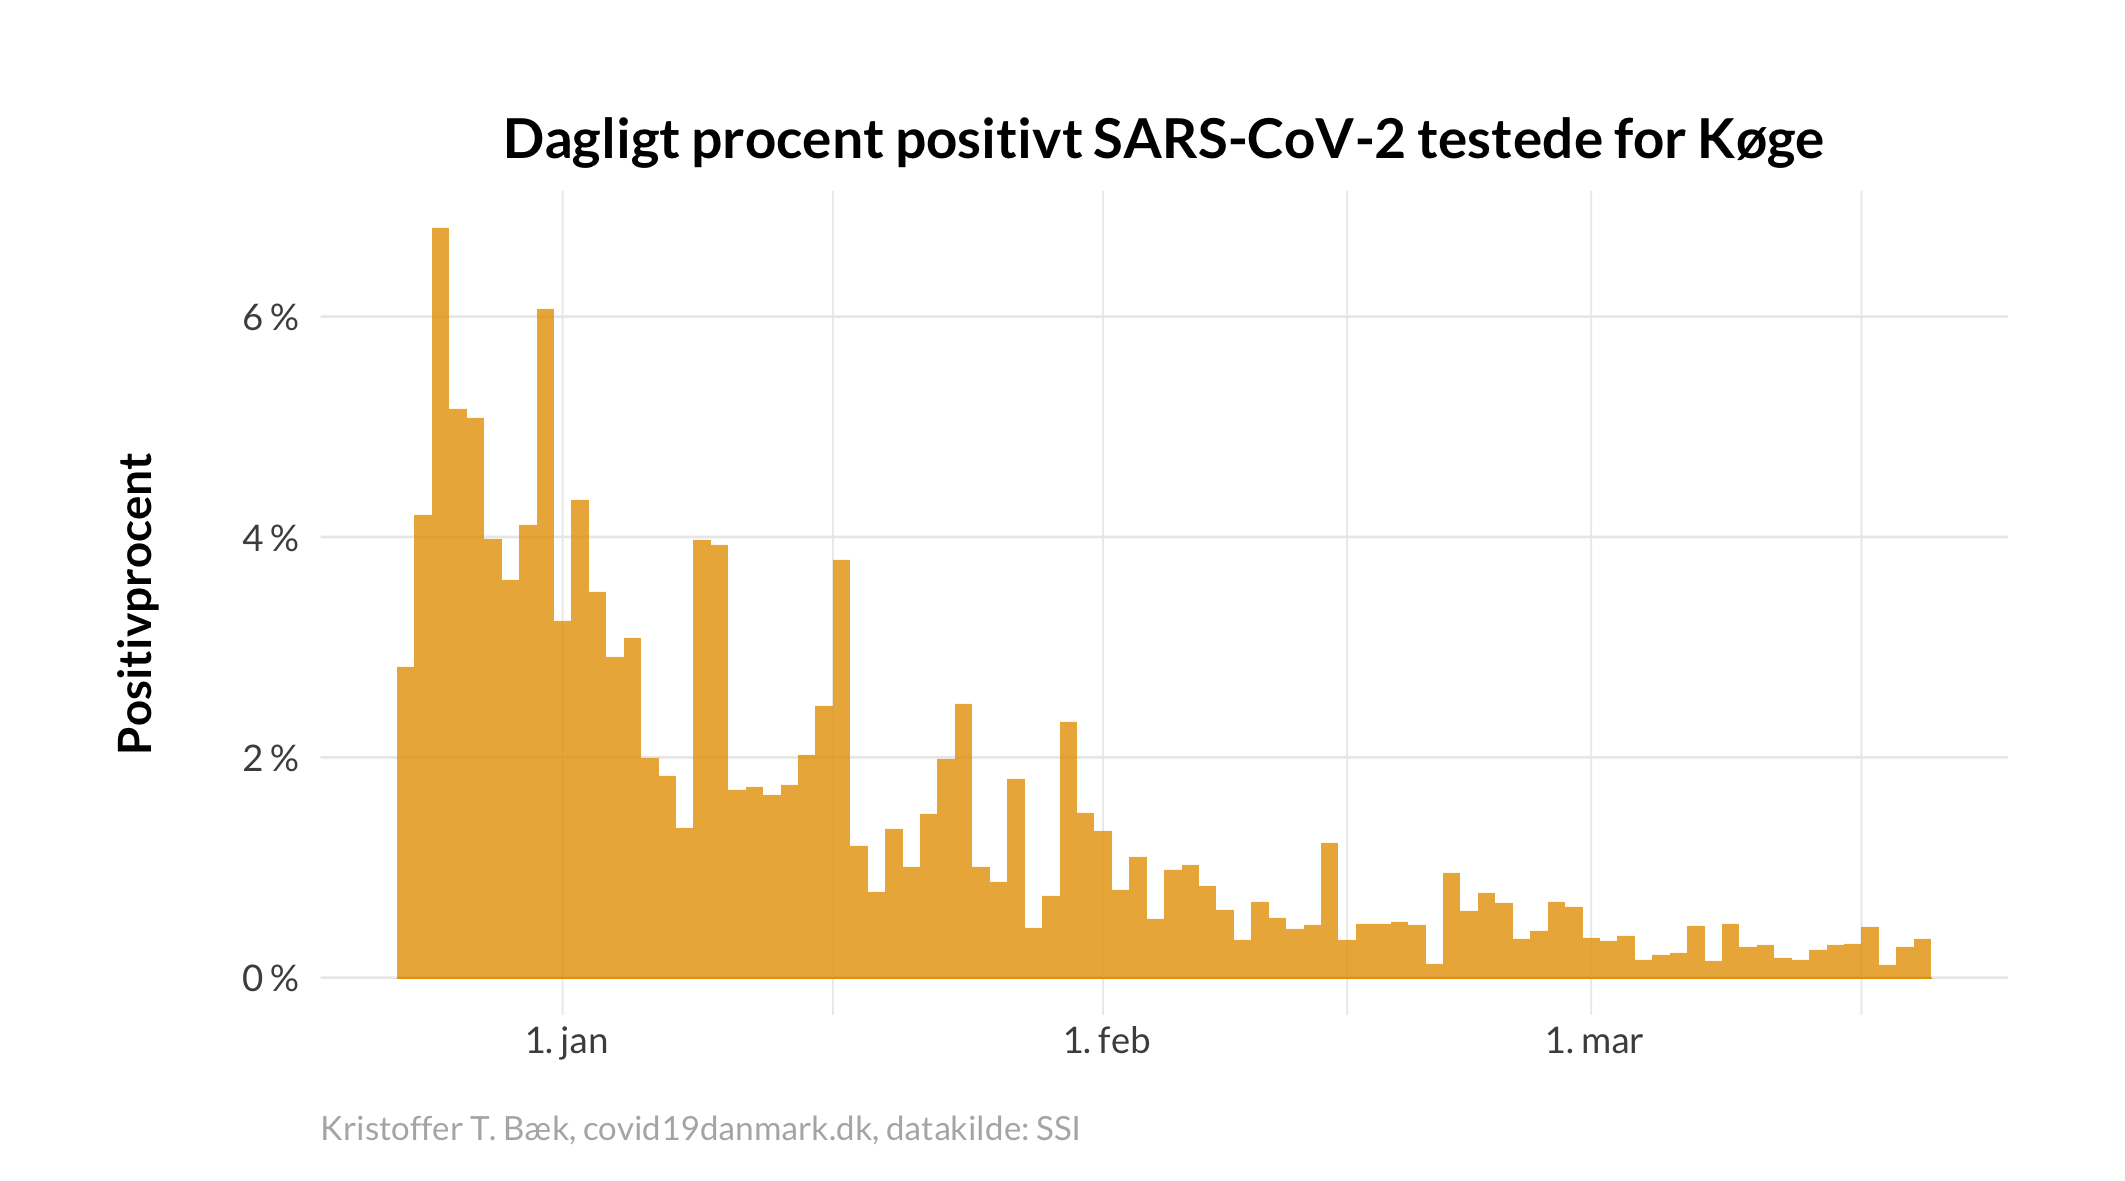 Dagligt procent positivt SARS-CoV-2 testede for Køge
Positivprocent
6 %
4 %
2 %
0 %
1. jan
1. feb
1. mar
Kristoffer T. Bæk, covid19danmark.dk, datakilde: SSI